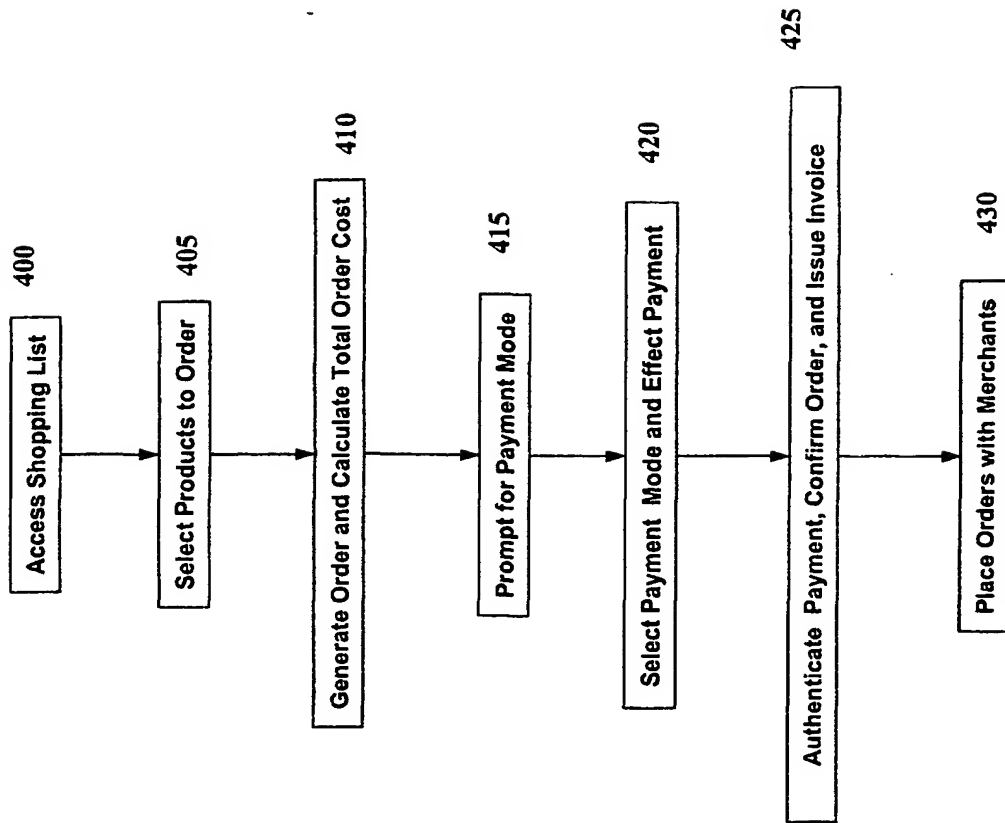 400
Access Shopping List
405
Select Products to Order
410
Generate Order and Calculate Total Order Cost
415
Prompt for Payment Mode
420
Select Payment Mode and Effect Payment
425
Authenticate Payment, Confirm Order, and Issue Invoice
430
Place Orders with Merchants